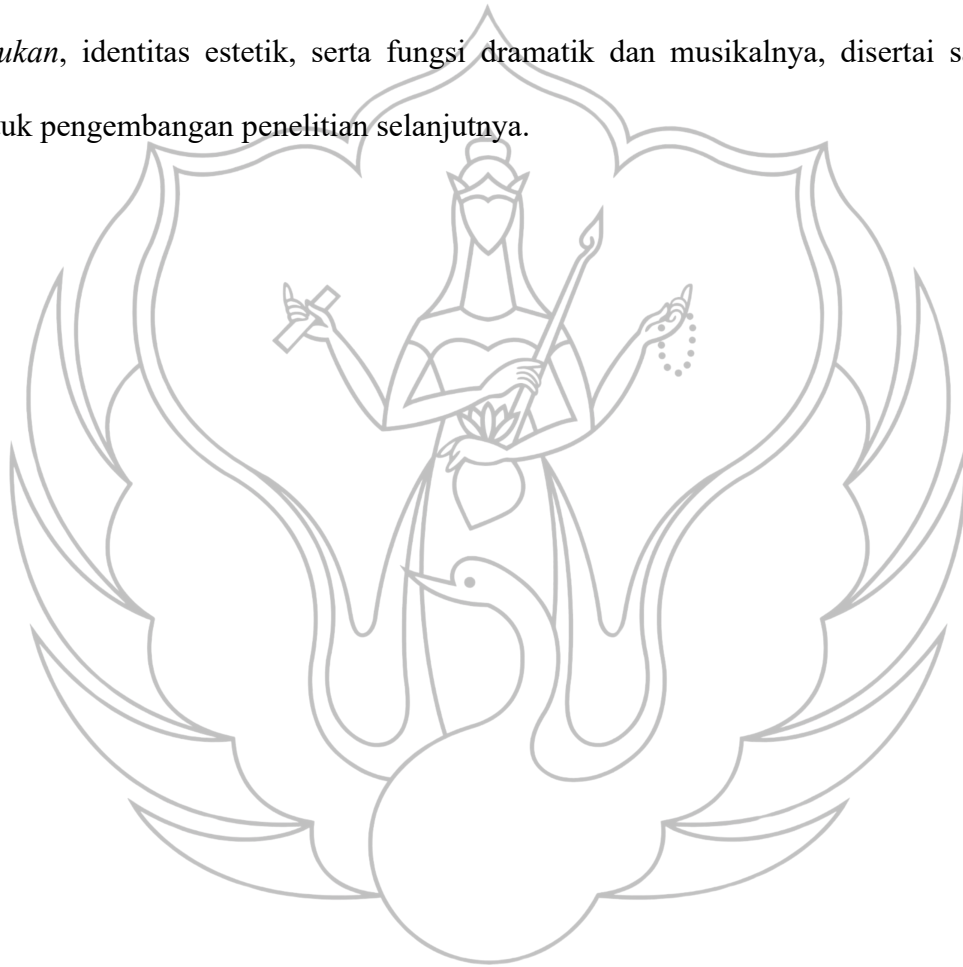 ukan, identitas estetik, serta fungsi dramatik dan musikalnya, disertai s
uk pengembangan penelitian selanjutnya.